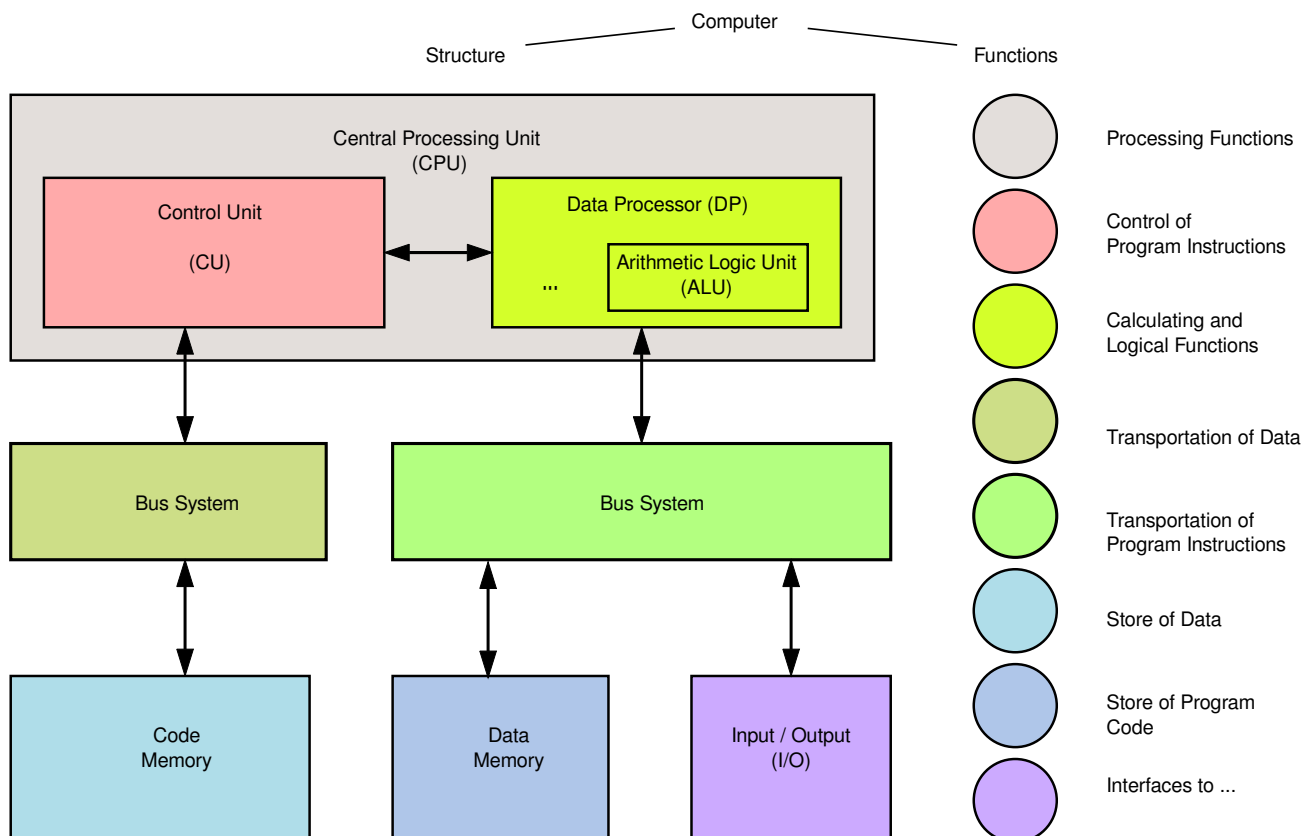 Computer
Structure
Functions
Central Processing Unit
(CPU)
Control Unit
(CU)
Data Processor (DP)
...
Arithmetic Logic Unit
(ALU)
Bus System
Bus System
Code
Memory
Data
Memory
Input / Output
(I/O)
Processing Functions
Control of
Program Instructions
Calculating and
Logical Functions
Transportation of Data
Transportation of
Program Instructions
Store of Data
Store of Program
Code
Interfaces to ...